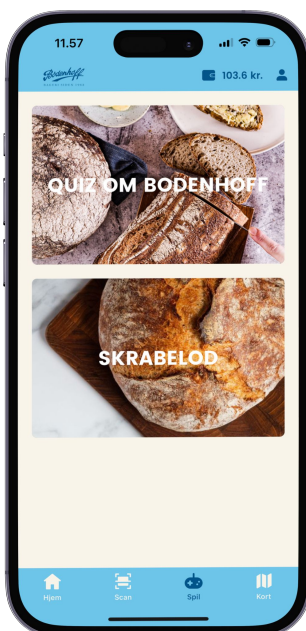 11.57
Bodenhoff
103.6 kr.
QUIZ OM BODENHOFF
SKRABELOD
Hjem
Scan
Spil
Kort